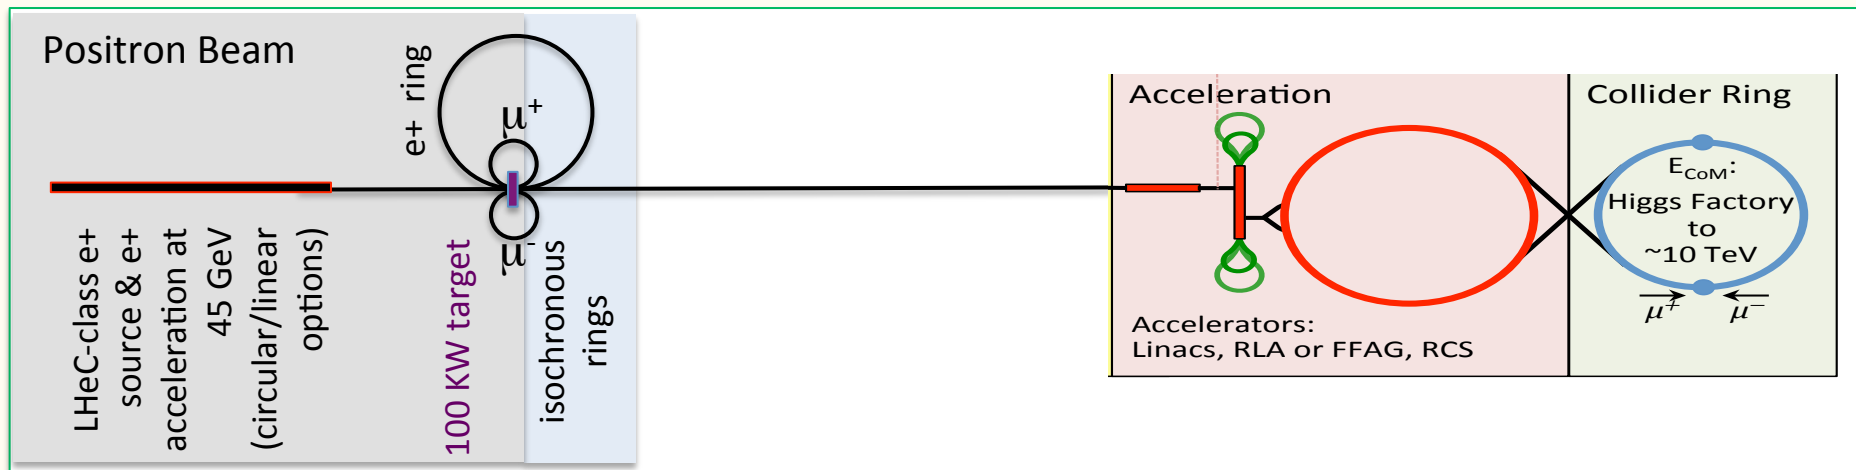 Positron Beam
e+ ring
μ⁺
μ⁻
LHeC-class e+
source & e+
acceleration at
45 GeV
(circular/linear
options)
100 KW target
isochronous
rings
Acceleration
Accelerators:
Linacs, RLA or FFAG, RCS
Collider Ring
E_CoM:
Higgs Factory
to
~10 TeV
μ⁺ μ⁻